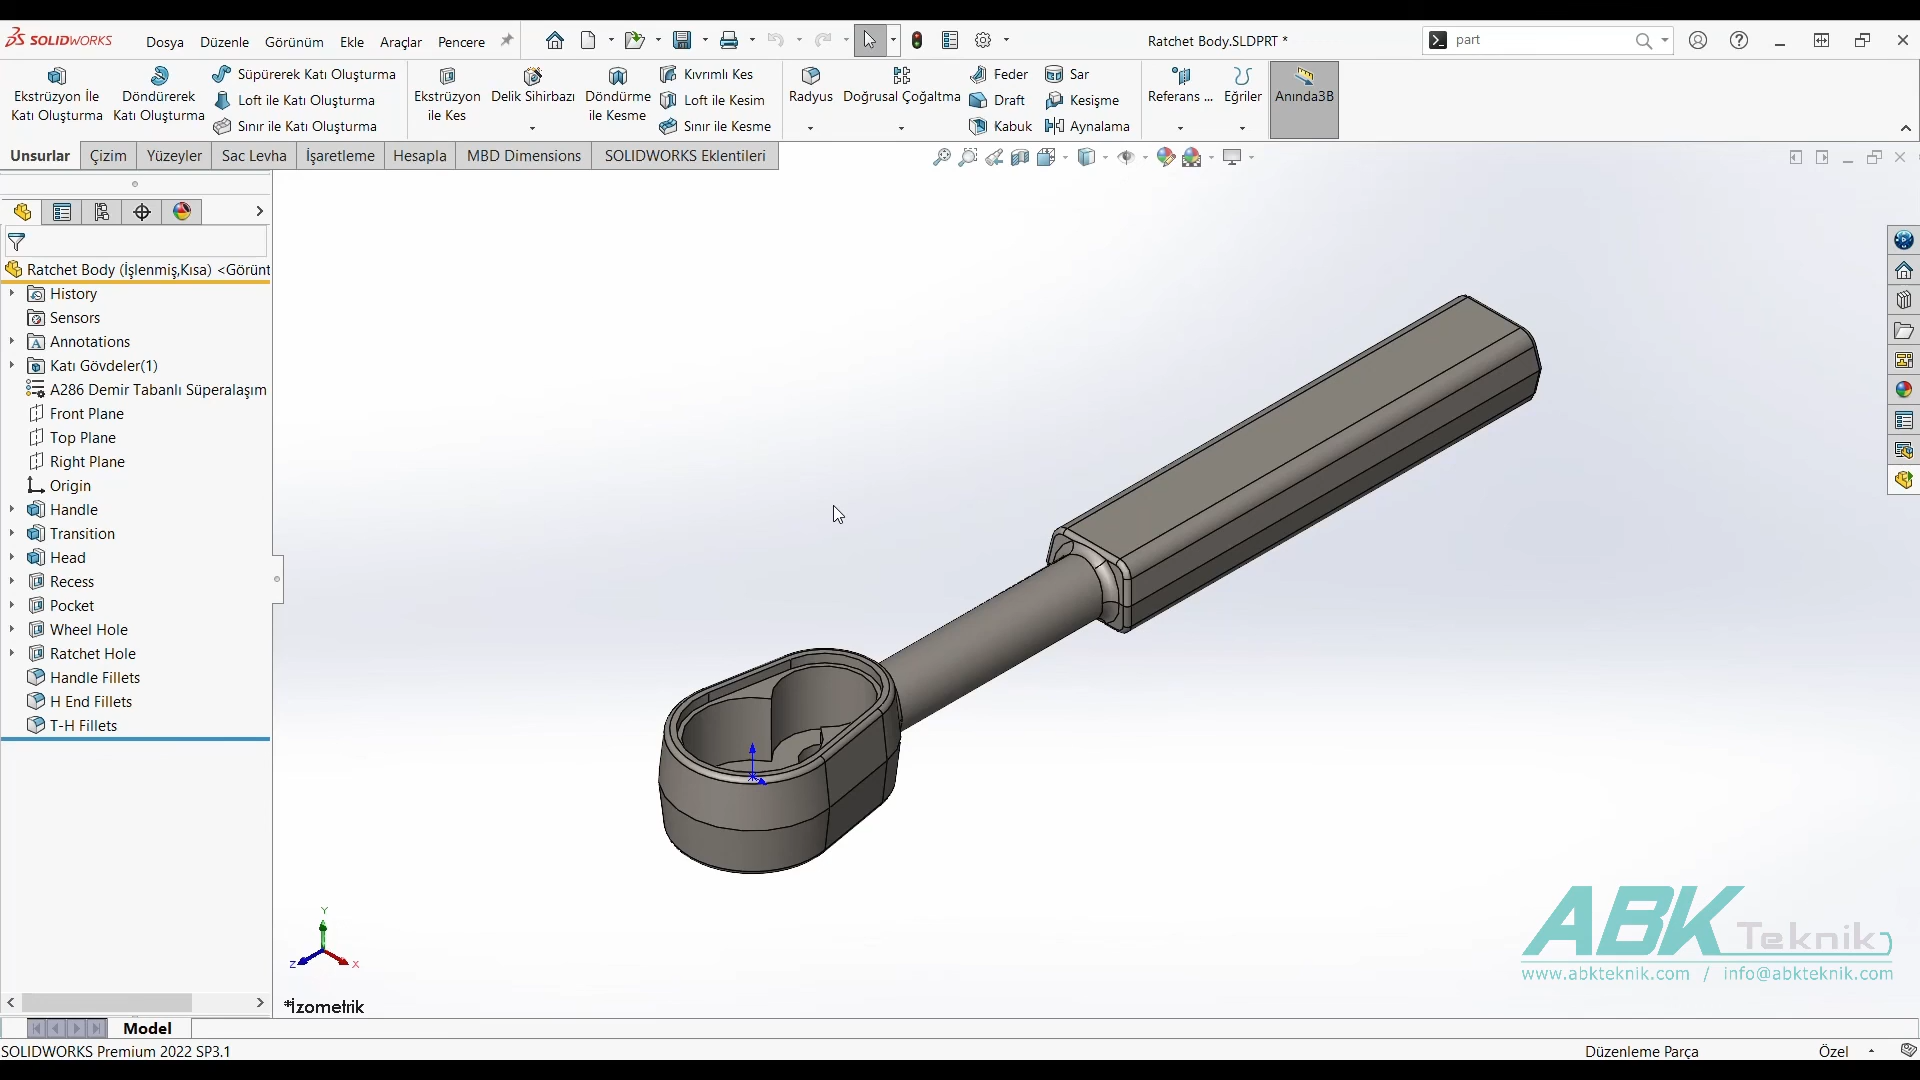 SOLIDWORKS
Dosya Düzenle Görünüm Ekle Araçlar Pencere
Ratchet Body.SLDPRT *
part
Ekstrüzyon İle
Katı Oluşturma
Döndürerek
Katı Oluşturma
Süpürerek Katı Oluşturma
Loft ile Katı Oluşturma
Sınır ile Katı Oluşturma
Ekstrüzyon
ile Kes
Delik Sihirbazı
Döndürme
ile Kesme
Kıvrımlı Kes
Loft ile Kesim
Sınır ile Kesme
Radyus
Doğrusal Çoğaltma
Feder
Draft
Kabuk
Sar
Kesişme
Aynalama
Referans ...
Eğriler
Anında3B
Unsurlar Çizim Yüzeyler Sac Levha İşaretleme Hesapla MBD Dimensions SOLIDWORKS Eklentileri
Ratchet Body (İşlenmiş,Kısa) <Görünt
History
Sensors
Annotations
Katı Gövdeler(1)
A286 Demir Tabanlı Süperalaşım
Front Plane
Top Plane
Right Plane
Origin
Handle
Transition
Head
Recess
Pocket
Wheel Hole
Ratchet Hole
Handle Fillets
H End Fillets
T-H Fillets
Y
Z
X
*İzometrik
ABK Teknik
www.abkteknik.com / info@abkteknik.com
Model
SOLIDWORKS Premium 2022 SP3.1
Düzenleme Parça
Özel